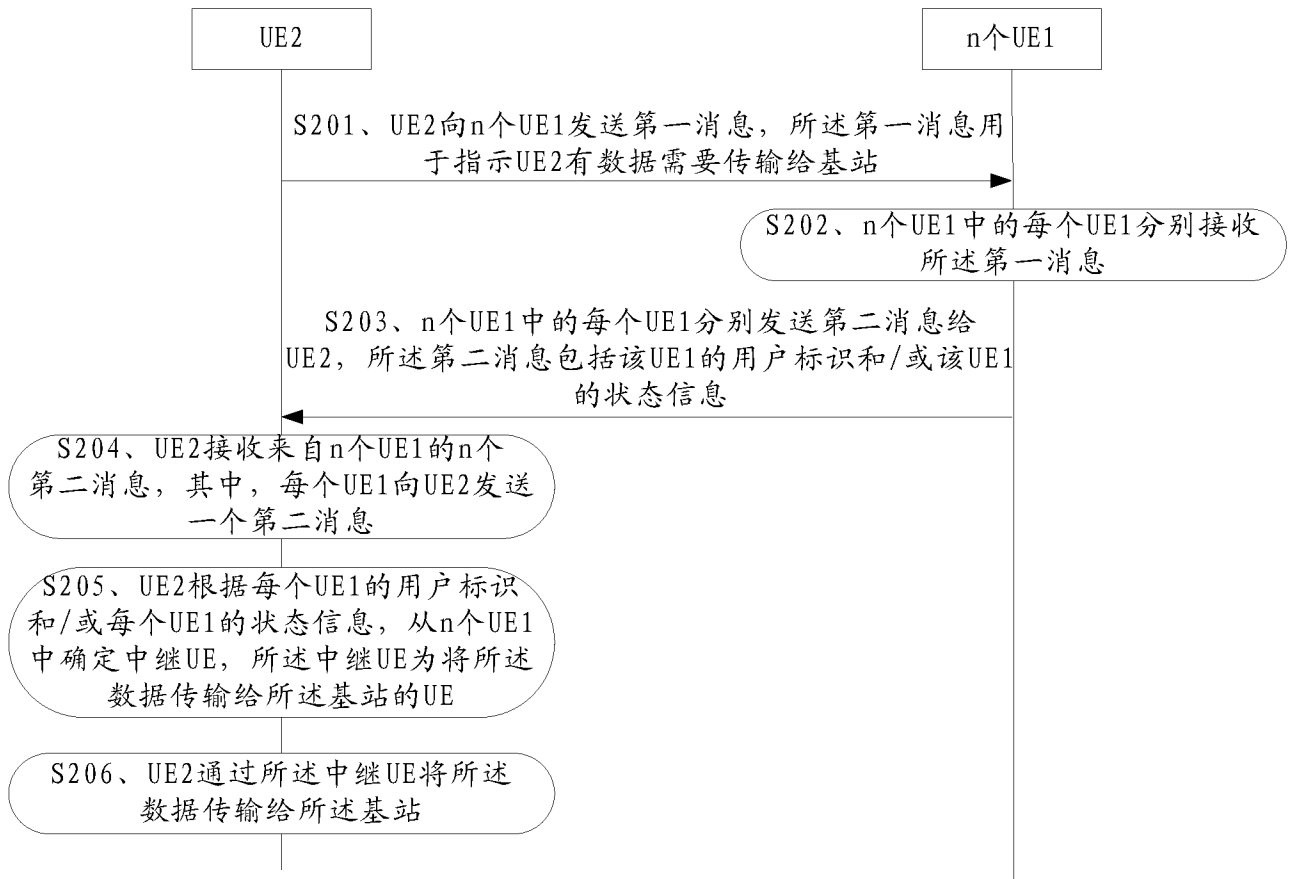 UE2
n个UE1
S201、UE2向n个UE1发送第一消息，所述第一消息用
于指示UE2有数据需要传输给基站
S202、n个UE1中的每个UE1分别接收
所述第一消息
S203、n个UE1中的每个UE1分别发送第二消息给
UE2，所述第二消息包括该UE1的用户标识和/或该UE1
的状态信息
S204、UE2接收来自n个UE1的n个
第二消息，其中，每个UE1向UE2发送
一个第二消息
S205、UE2根据每个UE1的用户标识
和/或每个UE1的状态信息，从n个UE1
中确定中继UE，所述中继UE为将所述
数据传输给所述基站的UE
S206、UE2通过所述中继UE将所述
数据传输给所述基站